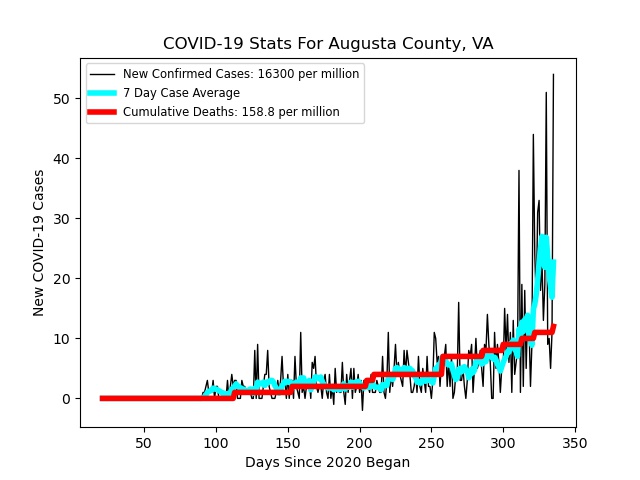 COVID-19 Stats For Augusta County, VA
New Confirmed Cases: 16300 per million
7 Day Case Average
Cumulative Deaths: 158.8 per million
New COVID-19 Cases
50
40
30
20
10
0
50 100 150 200 250 300 350
Days Since 2020 Began